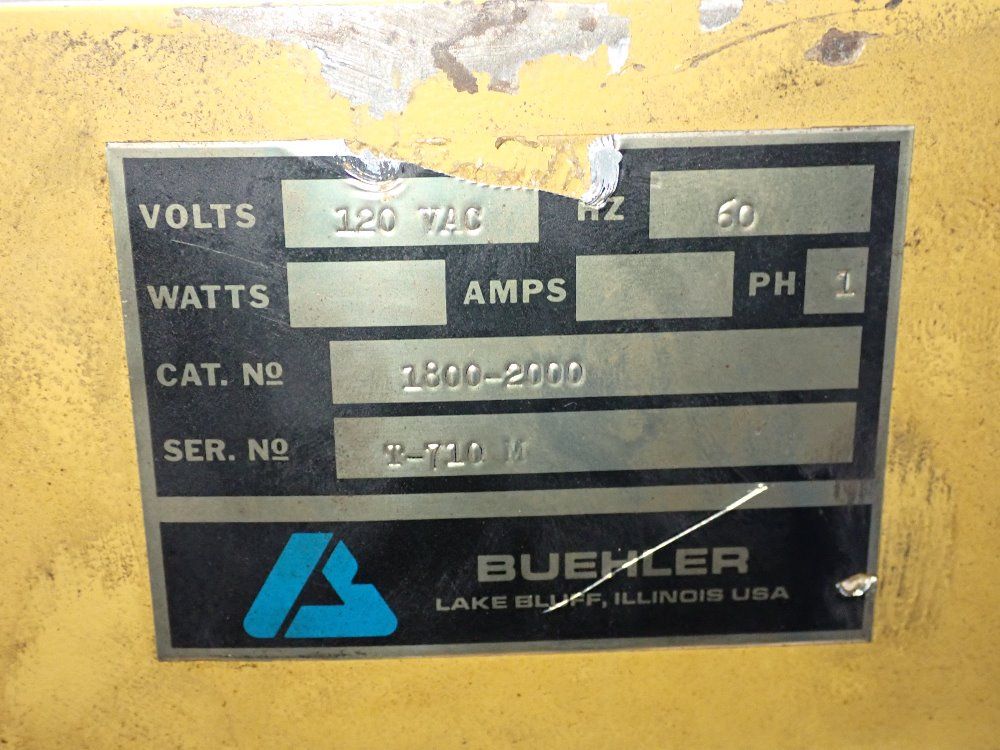 VOLTS 120 VAC HZ 60
WATTS AMPS PH 1
CAT. Nº 1800-2000
SER. Nº T-710 M
BUEHLER
LAKE BLUFF, ILLINOIS USA